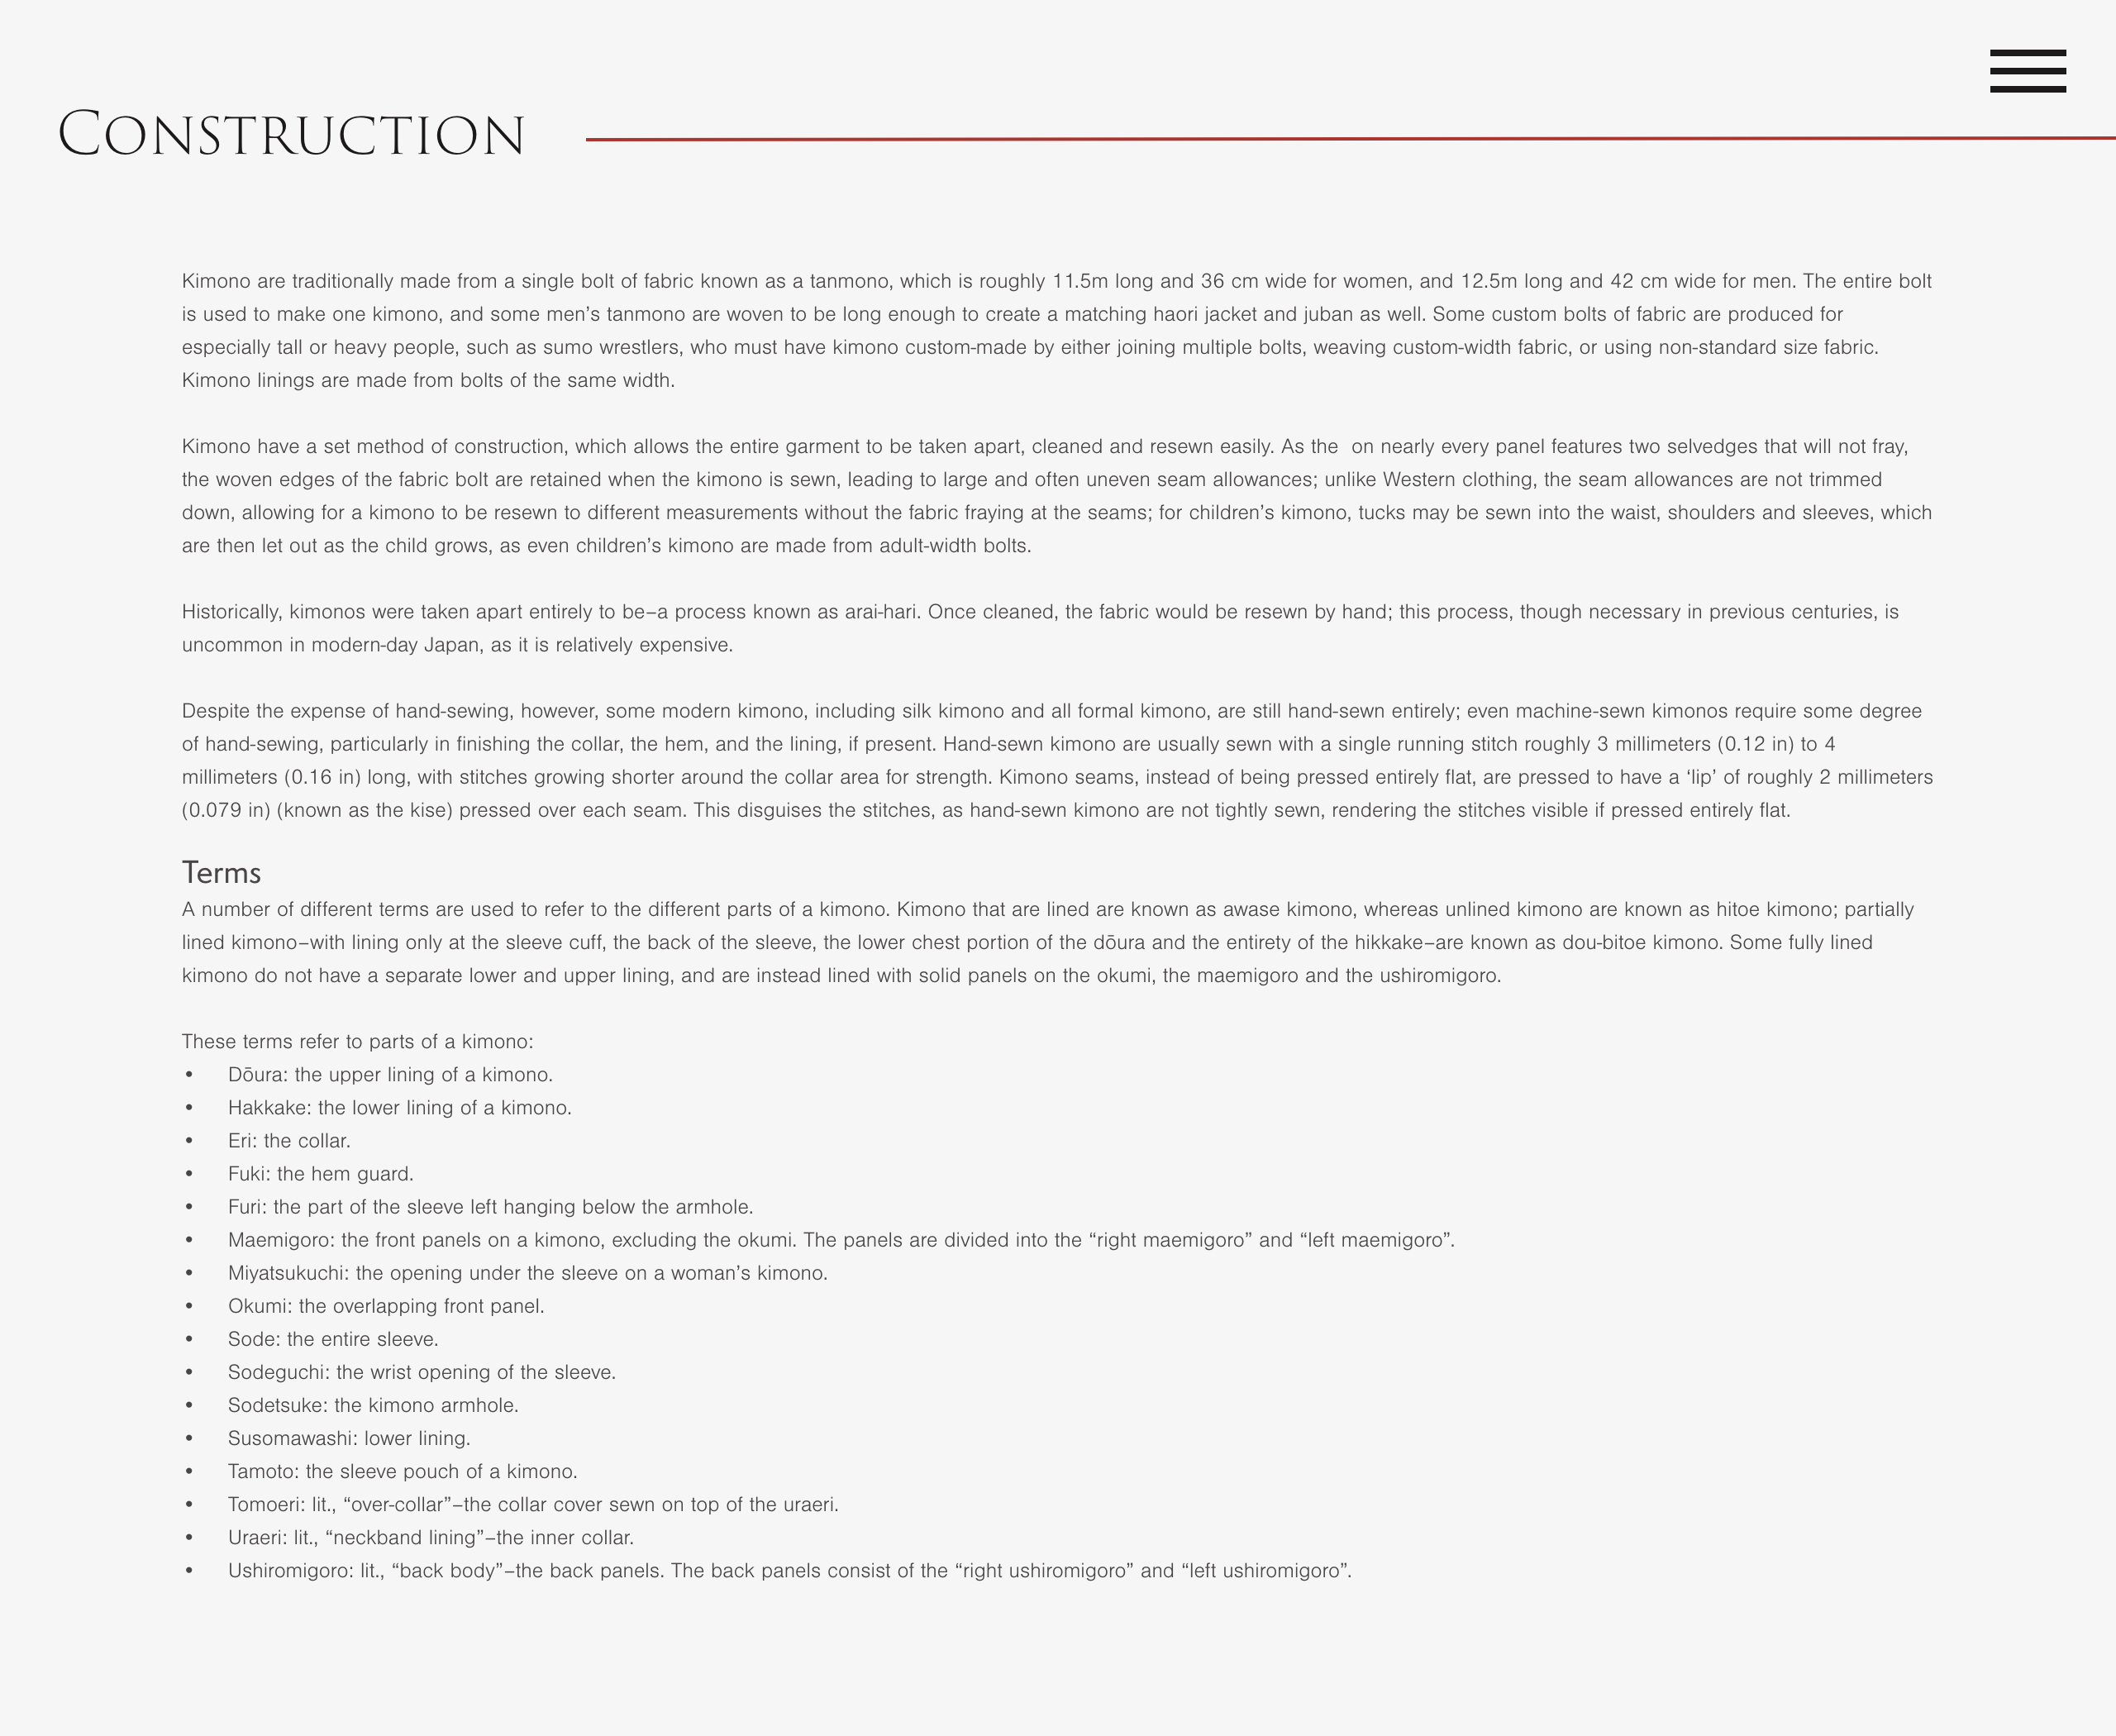 Construction
Kimono are traditionally made from a single bolt of fabric known as a tanmono, which is roughly 11.5m long and 36 cm wide for women, and 12.5m long and 42 cm wide for men. The entire bolt
is used to make one kimono, and some men’s tanmono are woven to be long enough to create a matching haori jacket and juban as well. Some custom bolts of fabric are produced for
especially tall or heavy people, such as sumo wrestlers, who must have kimono custom-made by either joining multiple bolts, weaving custom-width fabric, or using non-standard size fabric.
Kimono linings are made from bolts of the same width.
Kimono have a set method of construction, which allows the entire garment to be taken apart, cleaned and resewn easily. As the  on nearly every panel features two selvedges that will not fray,
the woven edges of the fabric bolt are retained when the kimono is sewn, leading to large and often uneven seam allowances; unlike Western clothing, the seam allowances are not trimmed
down, allowing for a kimono to be resewn to different measurements without the fabric fraying at the seams; for children’s kimono, tucks may be sewn into the waist, shoulders and sleeves, which
are then let out as the child grows, as even children’s kimono are made from adult-width bolts.
Historically, kimonos were taken apart entirely to be–a process known as arai-hari. Once cleaned, the fabric would be resewn by hand; this process, though necessary in previous centuries, is
uncommon in modern-day Japan, as it is relatively expensive.
Despite the expense of hand-sewing, however, some modern kimono, including silk kimono and all formal kimono, are still hand-sewn entirely; even machine-sewn kimonos require some degree
of hand-sewing, particularly in finishing the collar, the hem, and the lining, if present. Hand-sewn kimono are usually sewn with a single running stitch roughly 3 millimeters (0.12 in) to 4
millimeters (0.16 in) long, with stitches growing shorter around the collar area for strength. Kimono seams, instead of being pressed entirely flat, are pressed to have a ‘lip’ of roughly 2 millimeters
(0.079 in) (known as the kise) pressed over each seam. This disguises the stitches, as hand-sewn kimono are not tightly sewn, rendering the stitches visible if pressed entirely flat.
Terms
A number of different terms are used to refer to the different parts of a kimono. Kimono that are lined are known as awase kimono, whereas unlined kimono are known as hitoe kimono; partially
lined kimono–with lining only at the sleeve cuff, the back of the sleeve, the lower chest portion of the dōura and the entirety of the hikkake–are known as dou-bitoe kimono. Some fully lined
kimono do not have a separate lower and upper lining, and are instead lined with solid panels on the okumi, the maemigoro and the ushiromigoro.
These terms refer to parts of a kimono:
• Dōura: the upper lining of a kimono.
• Hakkake: the lower lining of a kimono.
• Eri: the collar.
• Fuki: the hem guard.
• Furi: the part of the sleeve left hanging below the armhole.
• Maemigoro: the front panels on a kimono, excluding the okumi. The panels are divided into the “right maemigoro” and “left maemigoro”.
• Miyatsukuchi: the opening under the sleeve on a woman’s kimono.
• Okumi: the overlapping front panel.
• Sode: the entire sleeve.
• Sodeguchi: the wrist opening of the sleeve.
• Sodetsuke: the kimono armhole.
• Susomawashi: lower lining.
• Tamoto: the sleeve pouch of a kimono.
• Tomoeri: lit., “over-collar”–the collar cover sewn on top of the uraeri.
• Uraeri: lit., “neckband lining”–the inner collar.
• Ushiromigoro: lit., “back body”–the back panels. The back panels consist of the “right ushiromigoro” and “left ushiromigoro”.